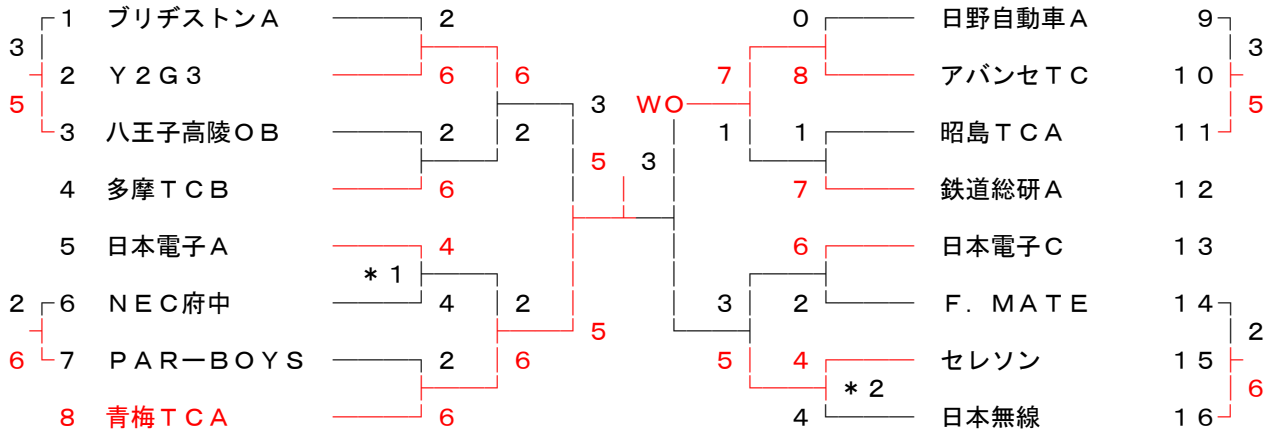 1 ブリヂストンA 2 0 日野自動車A 9
3 3
2 Y2G3 6 6 7 8 アバンセTC 10
5 3 WO 5
3 八王子高陵OB 2 2 1 1 昭島TCA 11
5 3
4 多摩TCB 6 7 鉄道総研A 12
5 日本電子A 4 6 日本電子C 13
*1
2 6 NEC府中 4 2 3 2 F. MATE 14
5 2
6 7 PARーBOYS 2 6 5 4 セレソン 15
*2 6
8 青梅TCA 6 4 日本無線 16